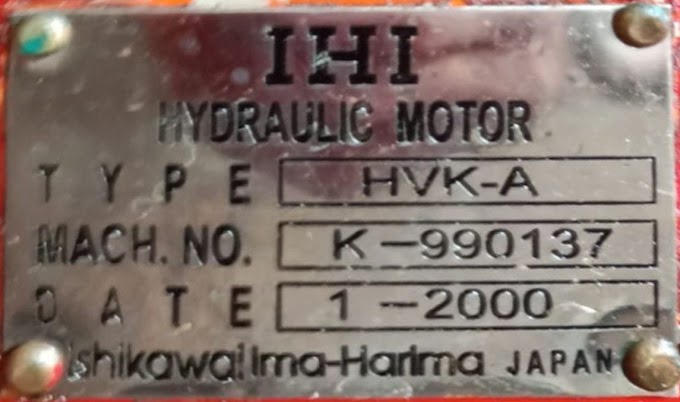 IHI
HYDRAULIC MOTOR
TYPE HVK-A
MACH. NO. K-990137
DATE 1-2000
Ishikawajima-Harima JAPAN